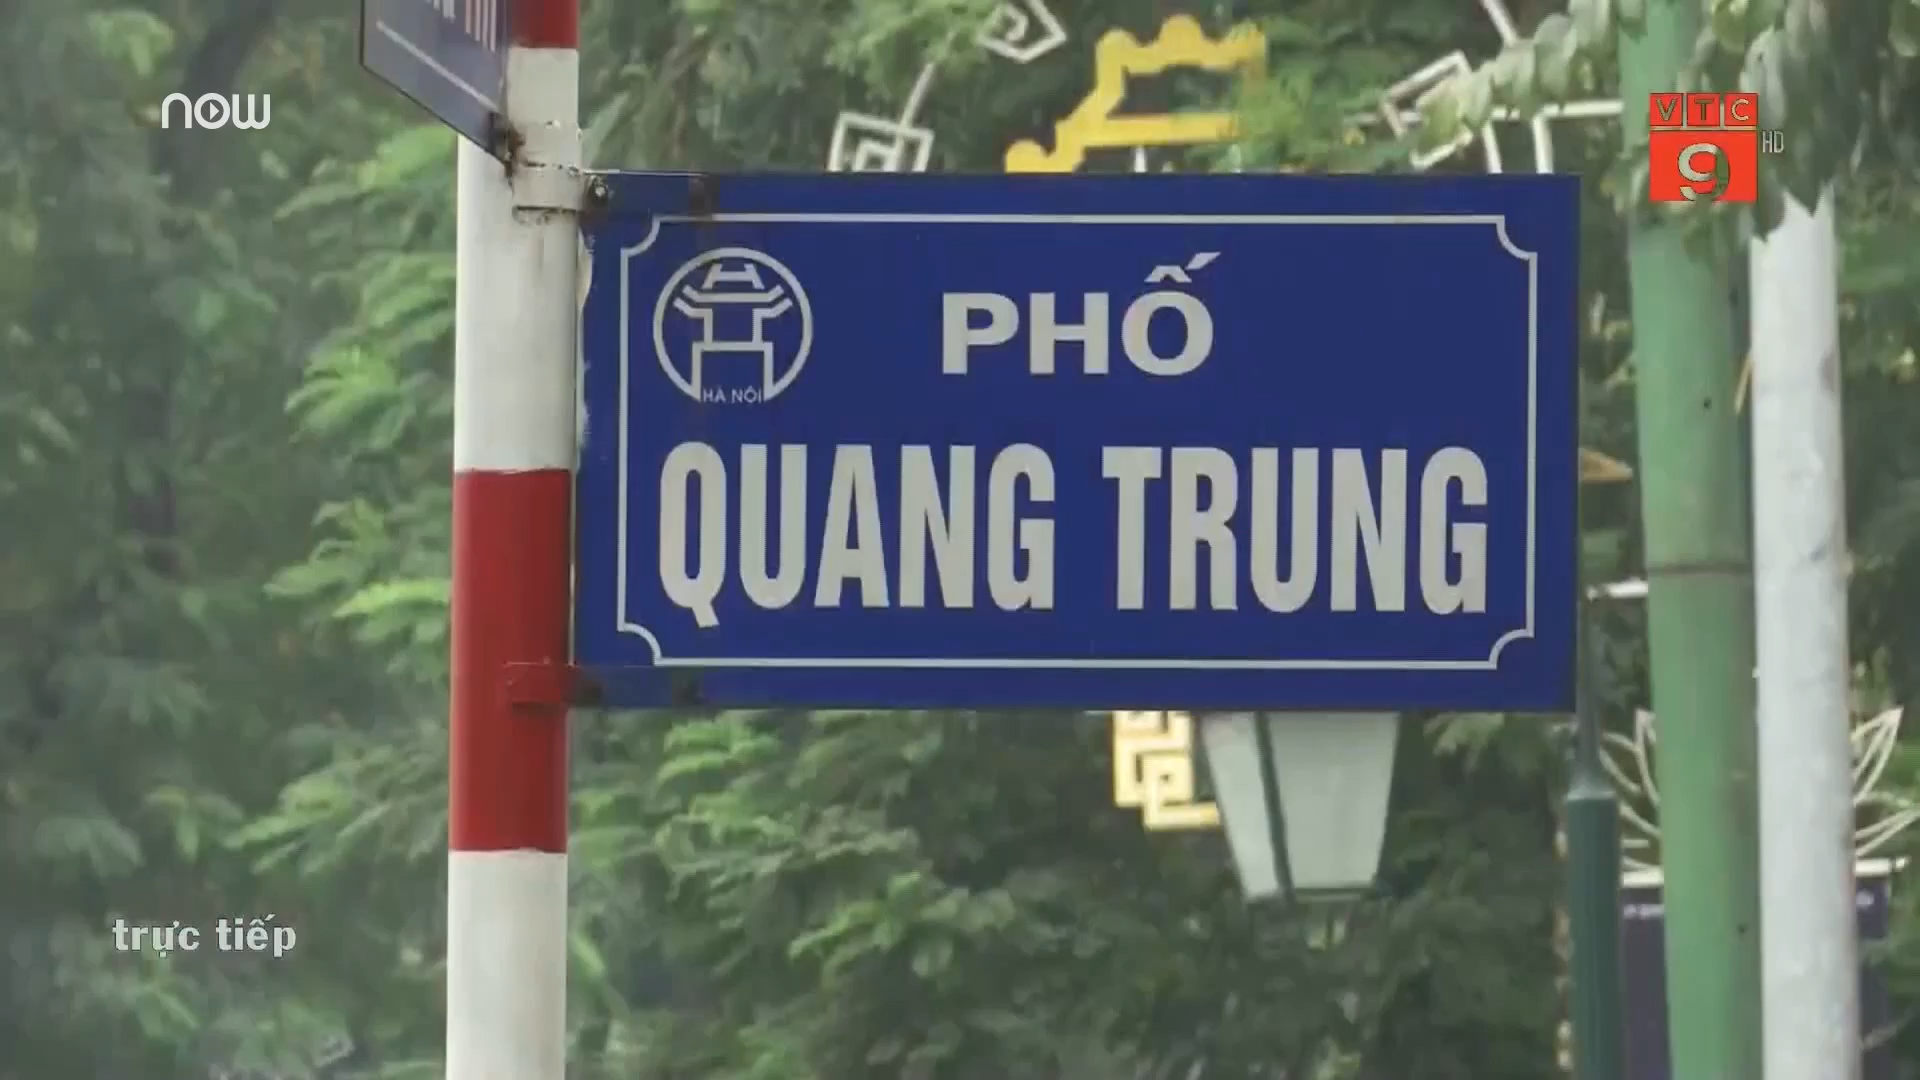 now
VTC
9
HD
PHỐ
HÀ NỘI
QUANG TRUNG
trực tiếp